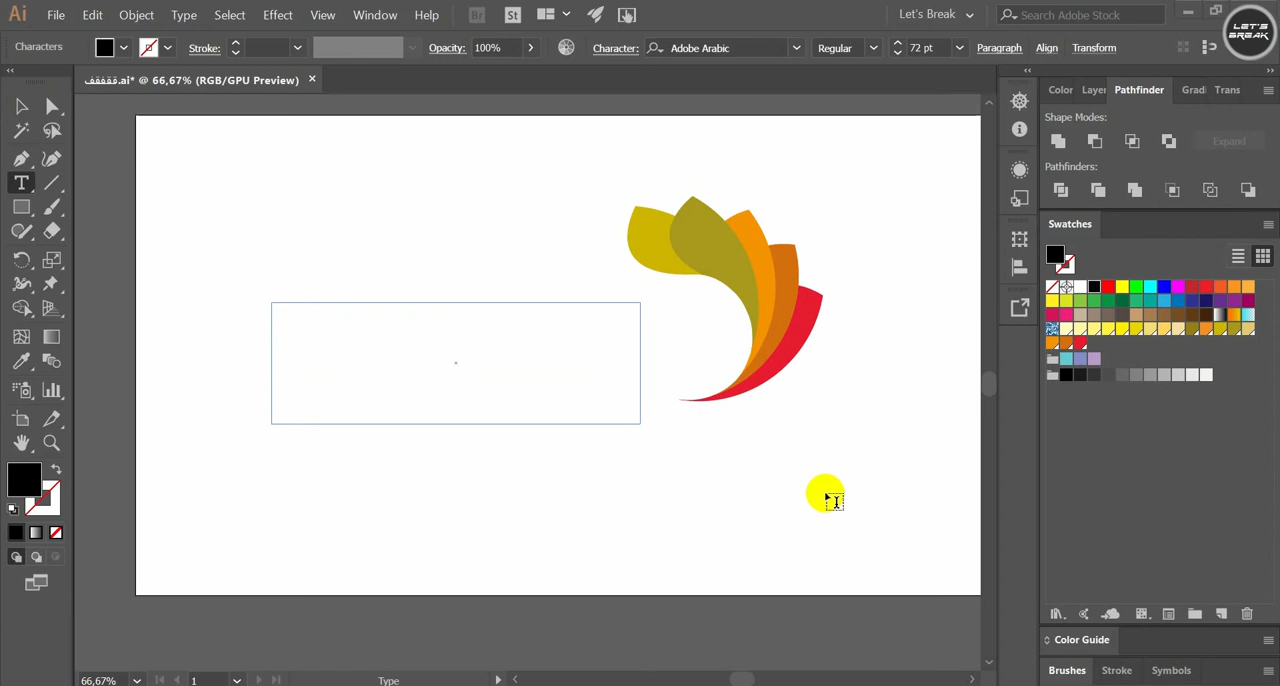 Ai File Edit Object Type Select Effect View Window Help Br St Let's Break Search Adobe Stock
LET'S BREAK
Characters Stroke: Opacity: 100% Character: Adobe Arabic Regular 72 pt Paragraph Align Transform
ققفقف.ai* @ 66,67% (RGB/GPU Preview) ×
Color Layer Pathfinder Gradi Trans
Shape Modes:
Expand
Pathfinders:
Swatches
Color Guide
Brushes Stroke Symbols
66,67% 1 Type